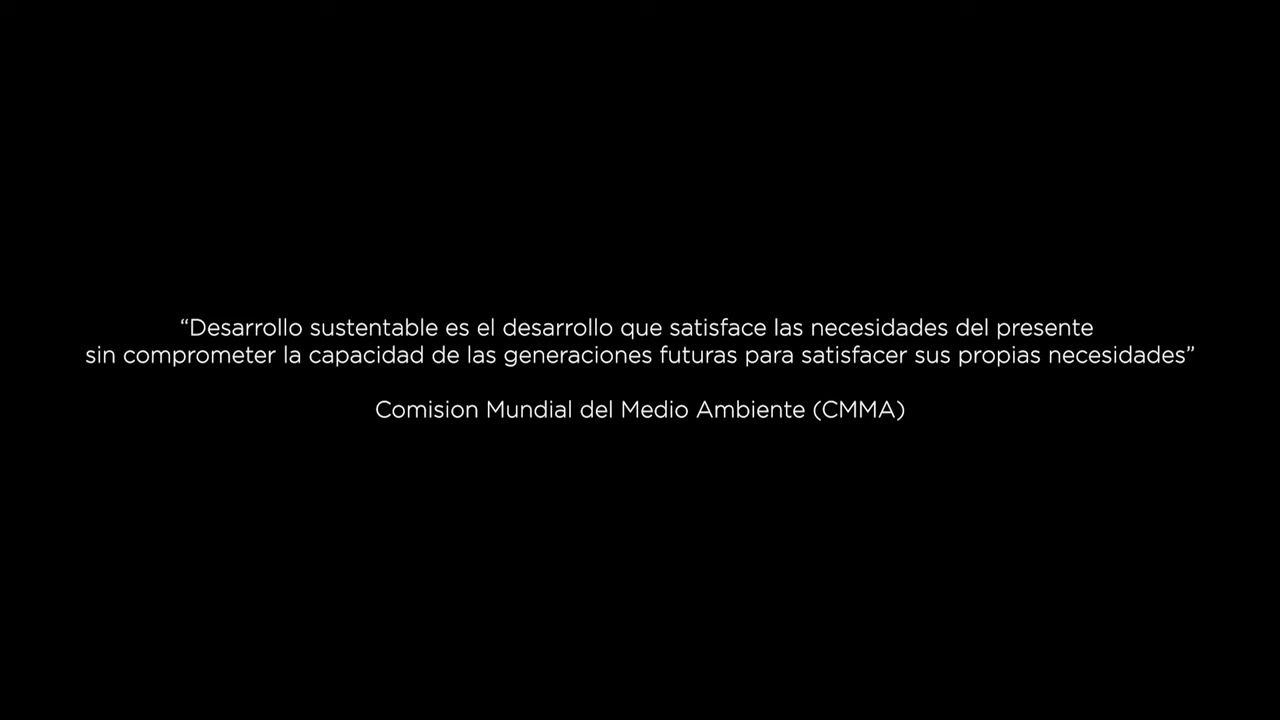 “Desarrollo sustentable es el desarrollo que satisface las necesidades del presente
sin comprometer la capacidad de las generaciones futuras para satisfacer sus propias necesidades”
Comision Mundial del Medio Ambiente (CMMA)